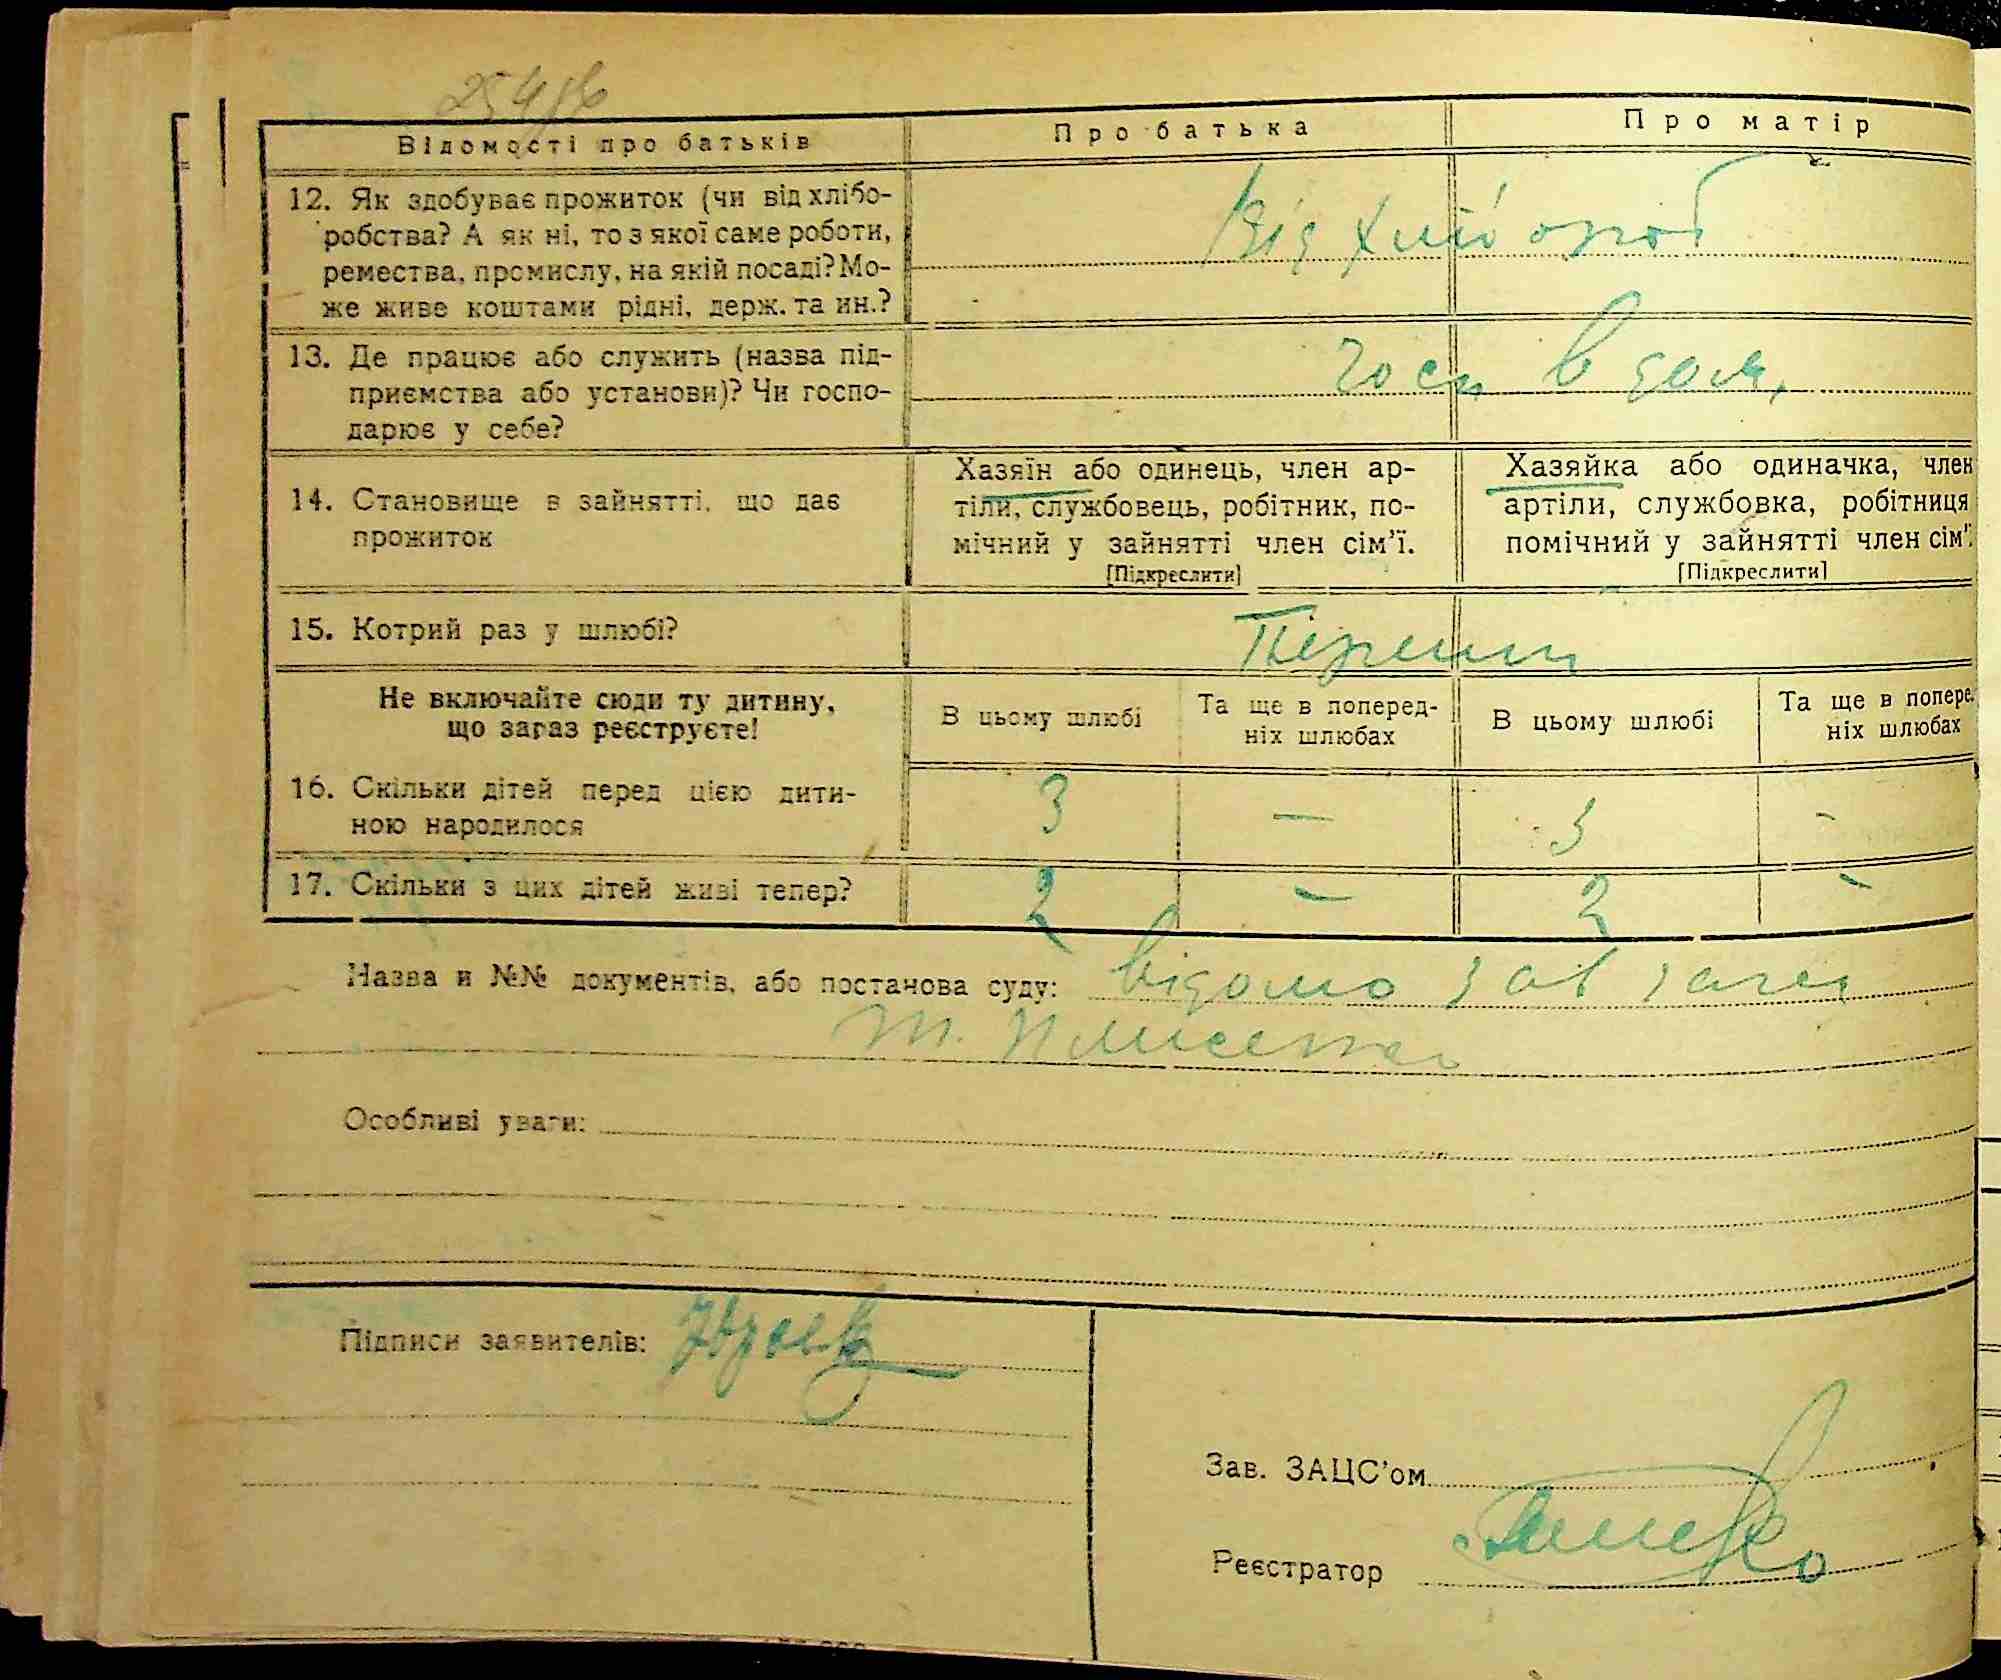 254
Відомості про батьків
Про батька
Про матір
12. Як здобуває прожиток (чи від хлібо-
робства? А як ні, то з якої саме роботи,
ремества, промислу, на якій посаді? Мо-
же живе коштами рідні, держ. та ин.?
Від хлібороб
13. Де працює або служить (назва під-
приємства або установи)? Чи госпо-
дарює у себе?
госп в дом,
14. Становище в зайнятті, що дає
прожиток
Хазяїн або одинець, член ар-
тіли, службовець, робітник, по-
мічний у зайнятті член сім'ї.
[Підкреслити]
Хазяйка або одиначка, член
артіли, службовка, робітниця
помічний у зайнятті член сім'ї
[Підкреслити]
15. Котрий раз у шлюбі?
Перший
Не включайте сюди ту дитину,
що зараз реєструєте!
В цьому шлюбі
Та ще в поперед-
ніх шлюбах
В цьому шлюбі
Та ще в попере
ніх шлюбах
16. Скільки дітей перед цією дити-
ною народилося
3 — 3 -
17. Скільки з цих дітей живі тепер?
2 — 2 -
Назва и №№ документів, або постанова суду: відомо
т.
Особливі уваги:
Підписи заявителів:
Зав. ЗАЦС'ом
Реєстратор